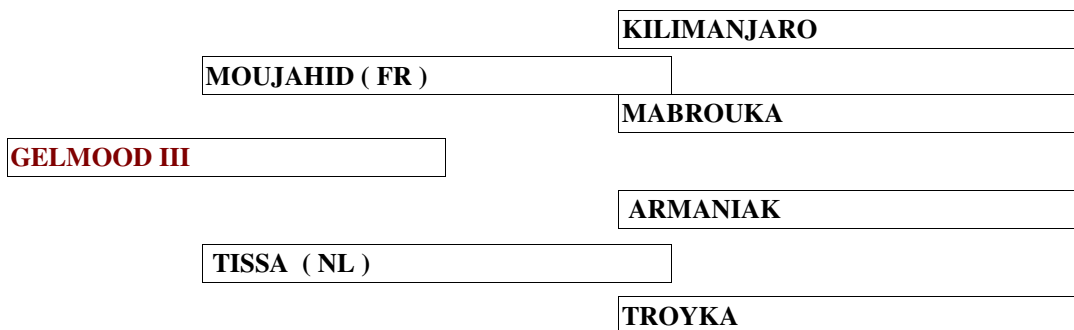 KILIMANJARO
MOUJAHID ( FR )
MABROUKA
GELMOOD III
ARMANIAK
TISSA ( NL )
TROYKA